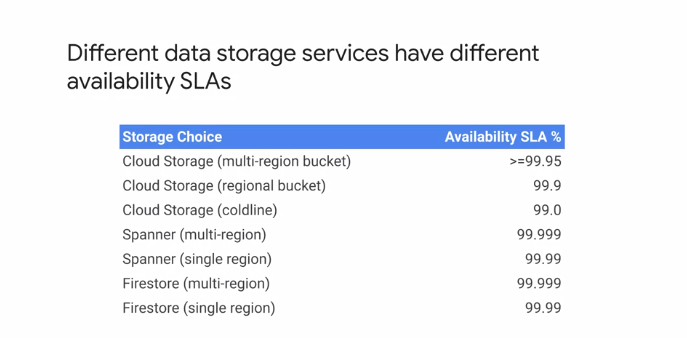 Different data storage services have different
availability SLAs
Storage Choice Availability SLA %
Cloud Storage (multi-region bucket) >=99.95
Cloud Storage (regional bucket) 99.9
Cloud Storage (coldline) 99.0
Spanner (multi-region) 99.999
Spanner (single region) 99.99
Firestore (multi-region) 99.999
Firestore (single region) 99.99